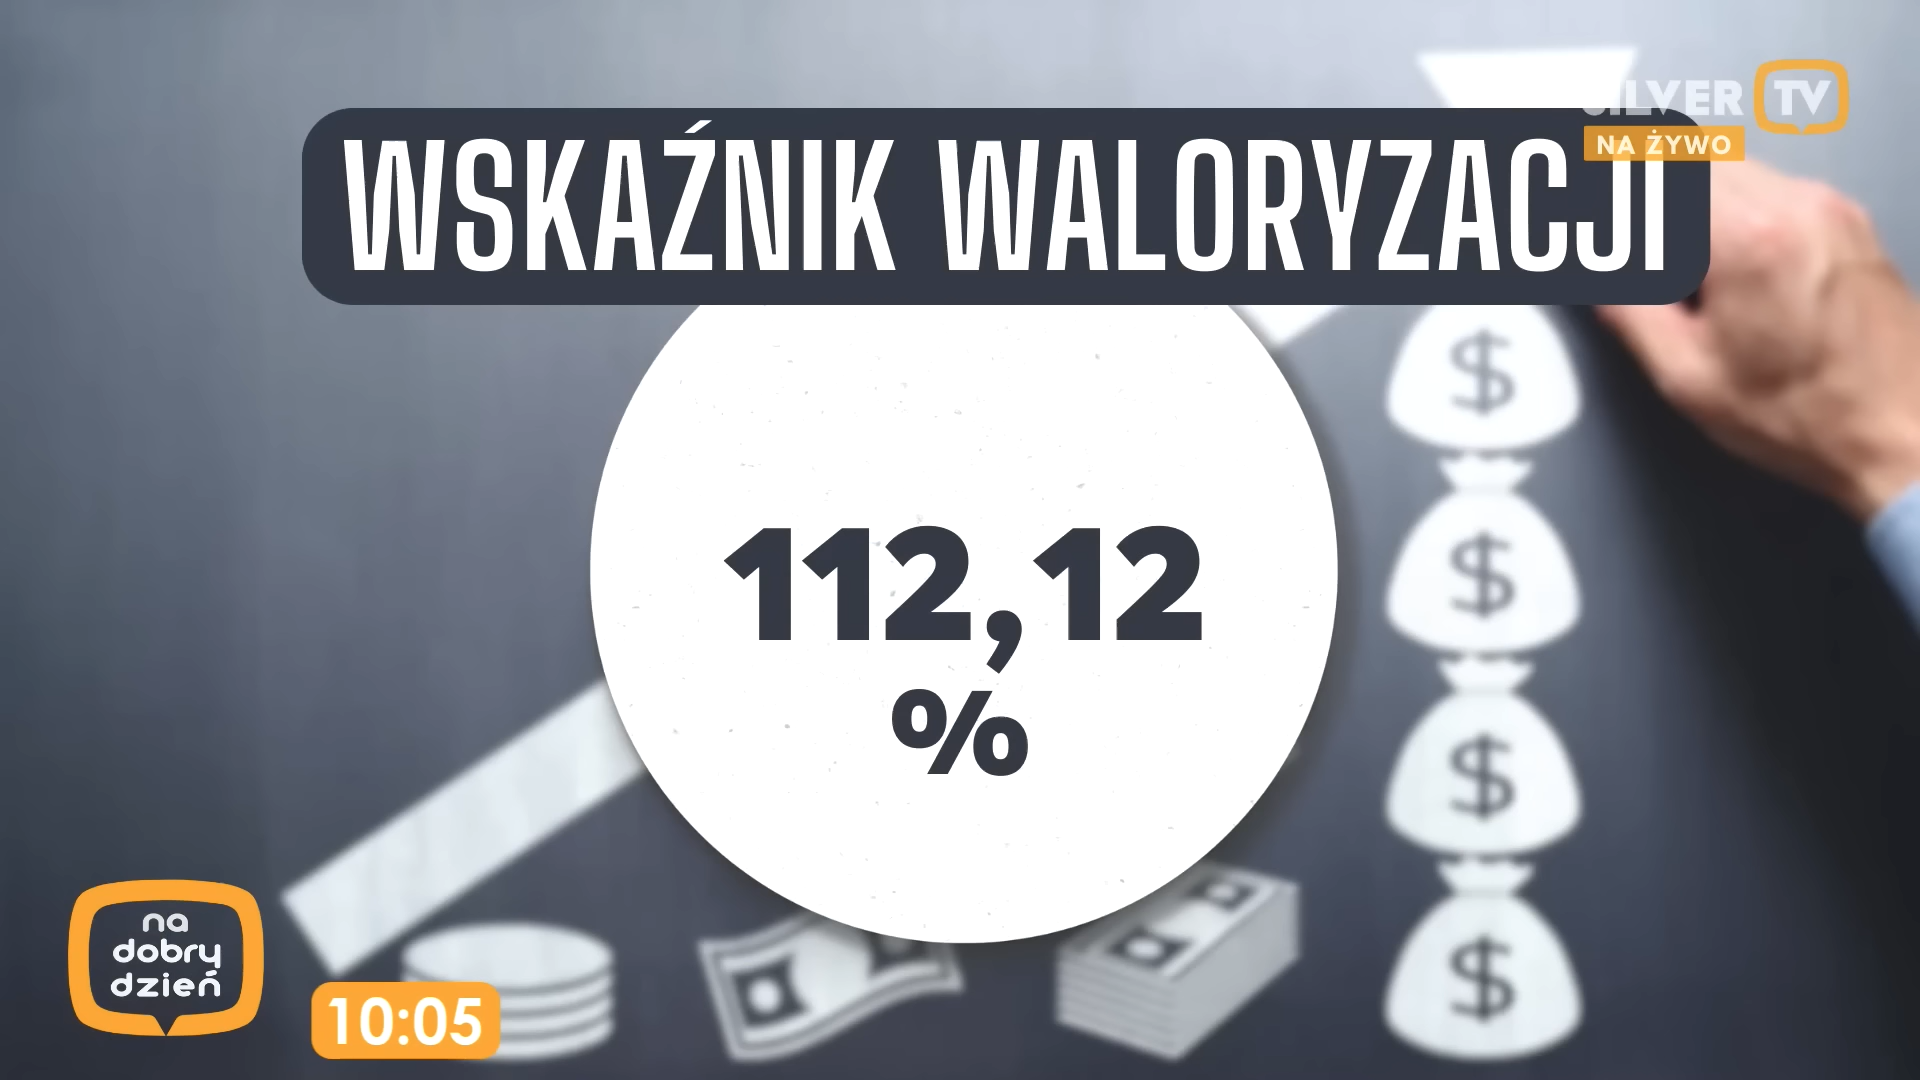 SILVER TV
NA ŻYWO
WSKAŹNIK WALORYZACJI
112,12
%
$
$
$
$
na
dobry
dzień
10:05